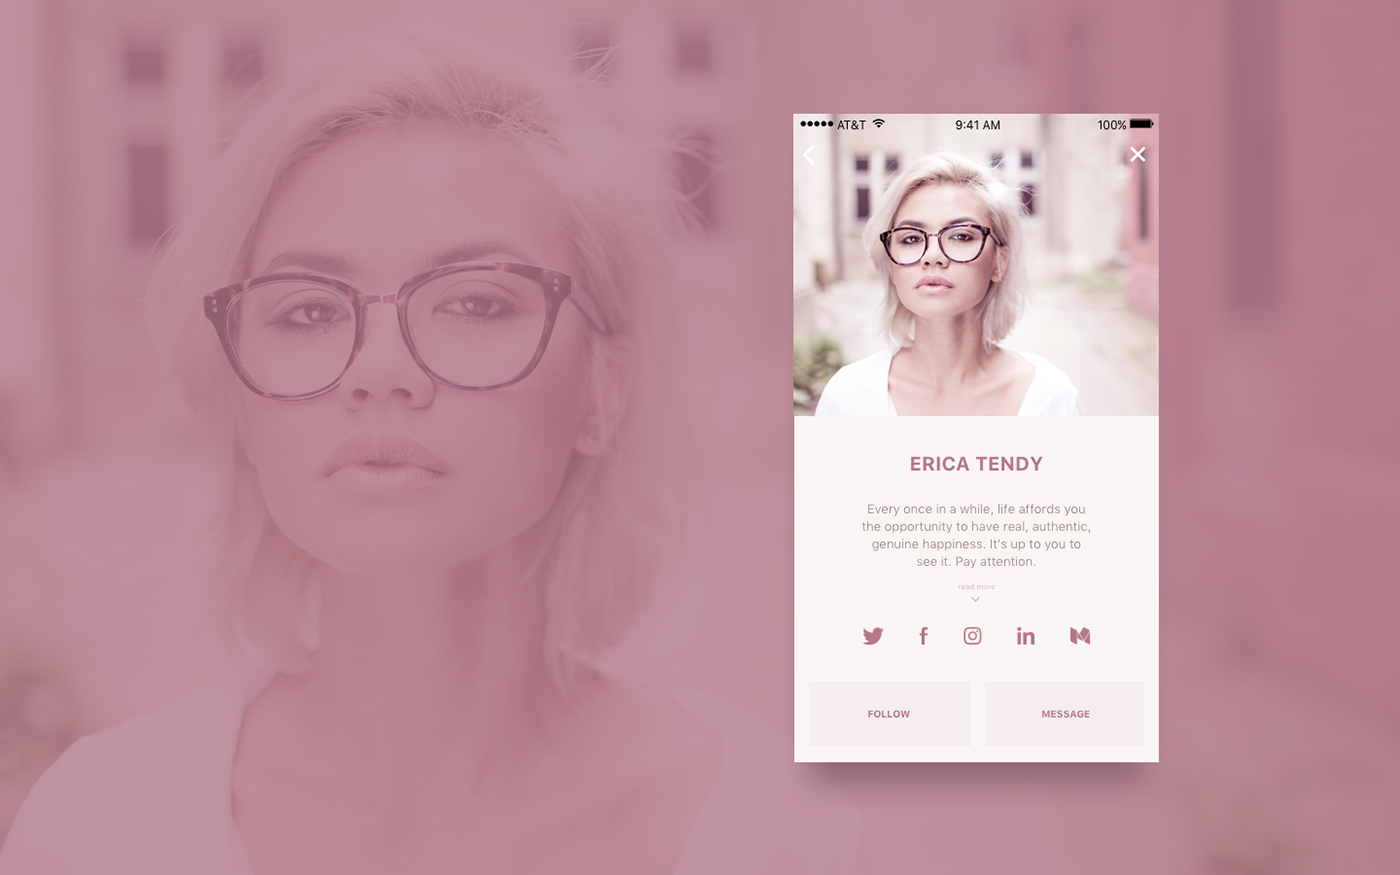 AT&T 9:41 AM 100%
ERICA TENDY
Every once in a while, life affords you
the opportunity to have real, authentic,
genuine happiness. It's up to you to
see it. Pay attention.
read more
FOLLOW MESSAGE